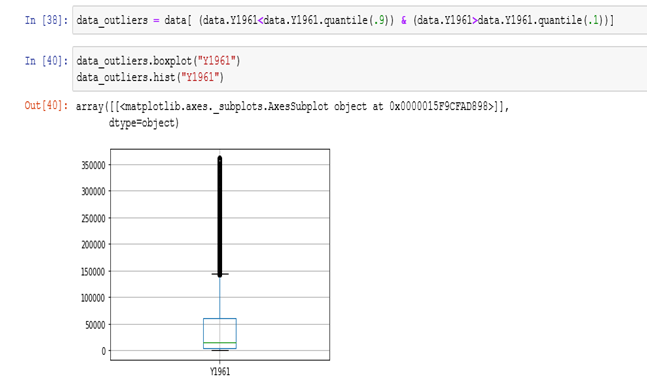 In [38]: data_outliers = data[ (data.Y1961<data.Y1961.quantile(.9)) & (data.Y1961>data.Y1961.quantile(.1))]
In [40]: data_outliers.boxplot("Y1961")
data_outliers.hist("Y1961")
Out[40]: array([[<matplotlib.axes._subplots.AxesSubplot object at 0x0000015F9CFAD898>]],
dtype=object)
350000
300000
250000
200000
150000
100000
50000
0
Y1961